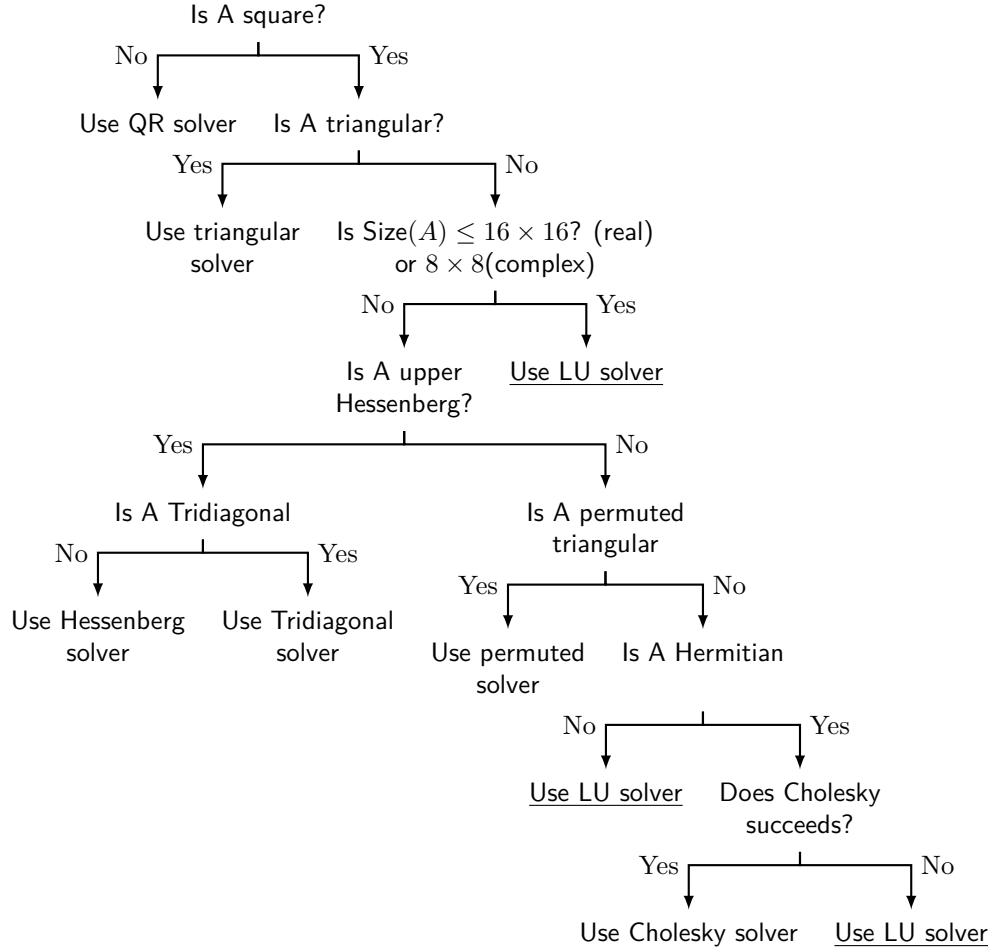 Is A square?
No
Yes
Use QR solver
Is A triangular?
Yes
No
Use triangular
solver
Is Size(A) ≤ 16 × 16? (real)
or 8 × 8(complex)
No
Yes
Is A upper
Hessenberg?
Use LU solver
Yes
No
Is A Tridiagonal
Is A permuted
triangular
No
Yes
Yes
No
Use Hessenberg
solver
Use Tridiagonal
solver
Use permuted
solver
Is A Hermitian
No
Yes
Use LU solver
Does Cholesky
succeeds?
Yes
No
Use Cholesky solver
Use LU solver